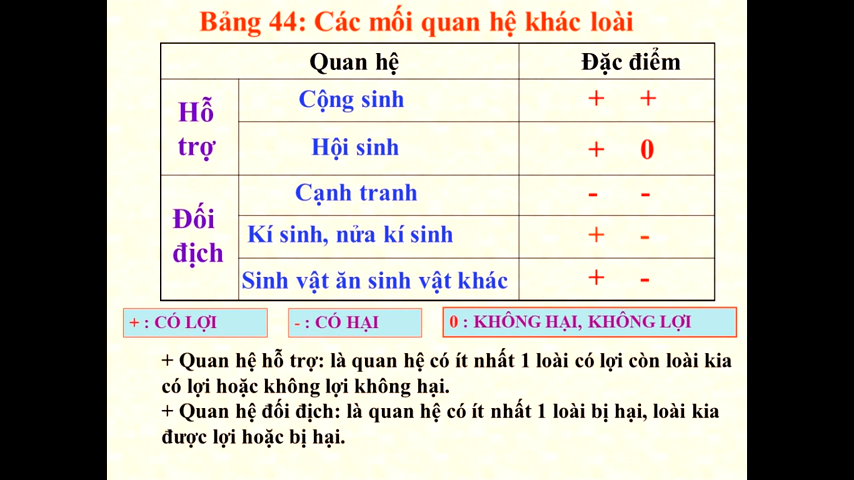 Bảng 44: Các mối quan hệ khác loài
Quan hệ Đặc điểm
Hỗ trợ
Cộng sinh + +
Hội sinh + 0
Đối địch
Cạnh tranh - -
Kí sinh, nửa kí sinh + -
Sinh vật ăn sinh vật khác + -
+ : CÓ LỢI - : CÓ HẠI 0 : KHÔNG HẠI, KHÔNG LỢI
+ Quan hệ hỗ trợ: là quan hệ có ít nhất 1 loài có lợi còn loài kia
có lợi hoặc không lợi không hại.
+ Quan hệ đối địch: là quan hệ có ít nhất 1 loài bị hại, loài kia
được lợi hoặc bị hại.